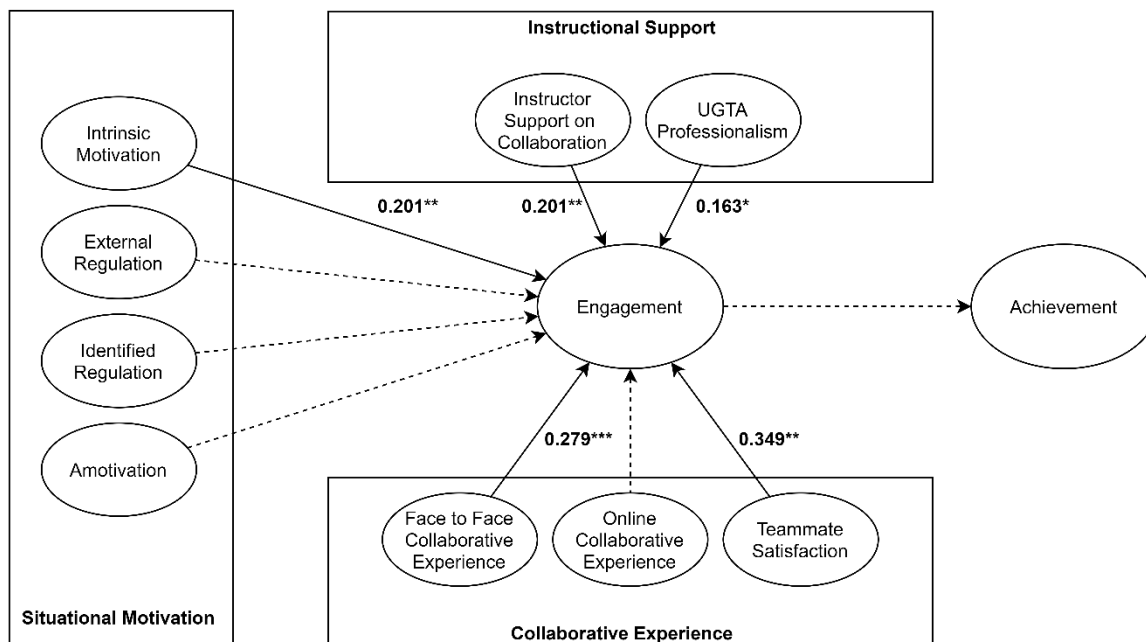 Instructional Support
Instructor
Support on
Collaboration
UGTA
Professionalism
Intrinsic
Motivation
0.201**
0.201**
0.163*
External
Regulation
Engagement
Achievement
Identified
Regulation
Amotivation
0.279***
0.349**
Face to Face
Collaborative
Experience
Online
Collaborative
Experience
Teammate
Satisfaction
Situational Motivation
Collaborative Experience